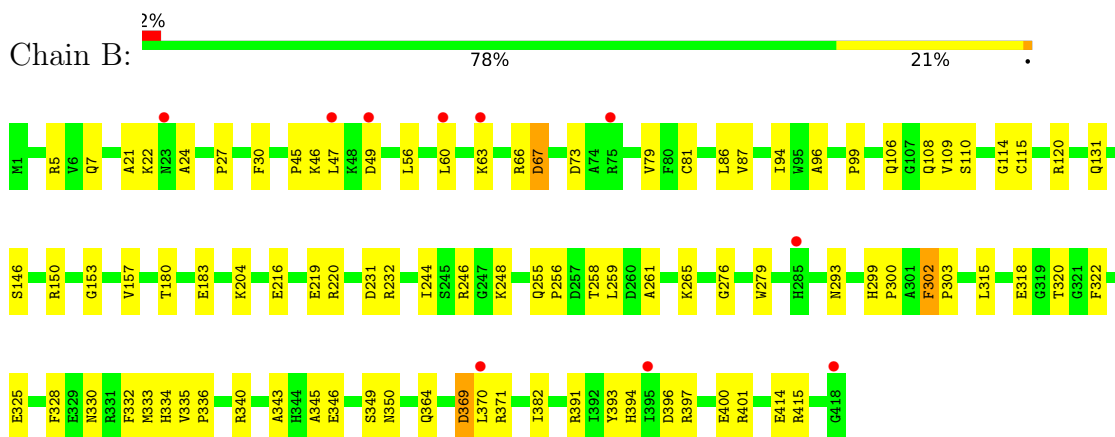 2%
Chain B:
78% 21% •
M1 R5 V6 Q7 A21 K22 N23 A24 P27 F30 P45 K46 L47 K48 D49 L56 L60 K63 R66 D67 D73 A74 R75 V79 F80 C81 L86 V87 I94 W95 A96 P99 Q106 G107 Q108 V109 S110 G114 C115 R120 Q131
S146 R150 G153 V157 T180 E183 K204 E216 E219 R220 D231 R232 I244 S245 R246 G247 K248 Q255 P256 D257 T258 L259 D260 A261 K265 G276 W279 H285 N293 H299 P300 A301 F302 P303 L315 E318 G319 T320 G321 F322
E325 F328 E329 N330 R331 F332 M333 H334 V335 P336 R340 A343 H344 A345 E346 S349 N350 Q364 D369 L370 R371 I382 R391 I392 Y393 H394 I395 D396 R397 E400 R401 E414 R415 G418